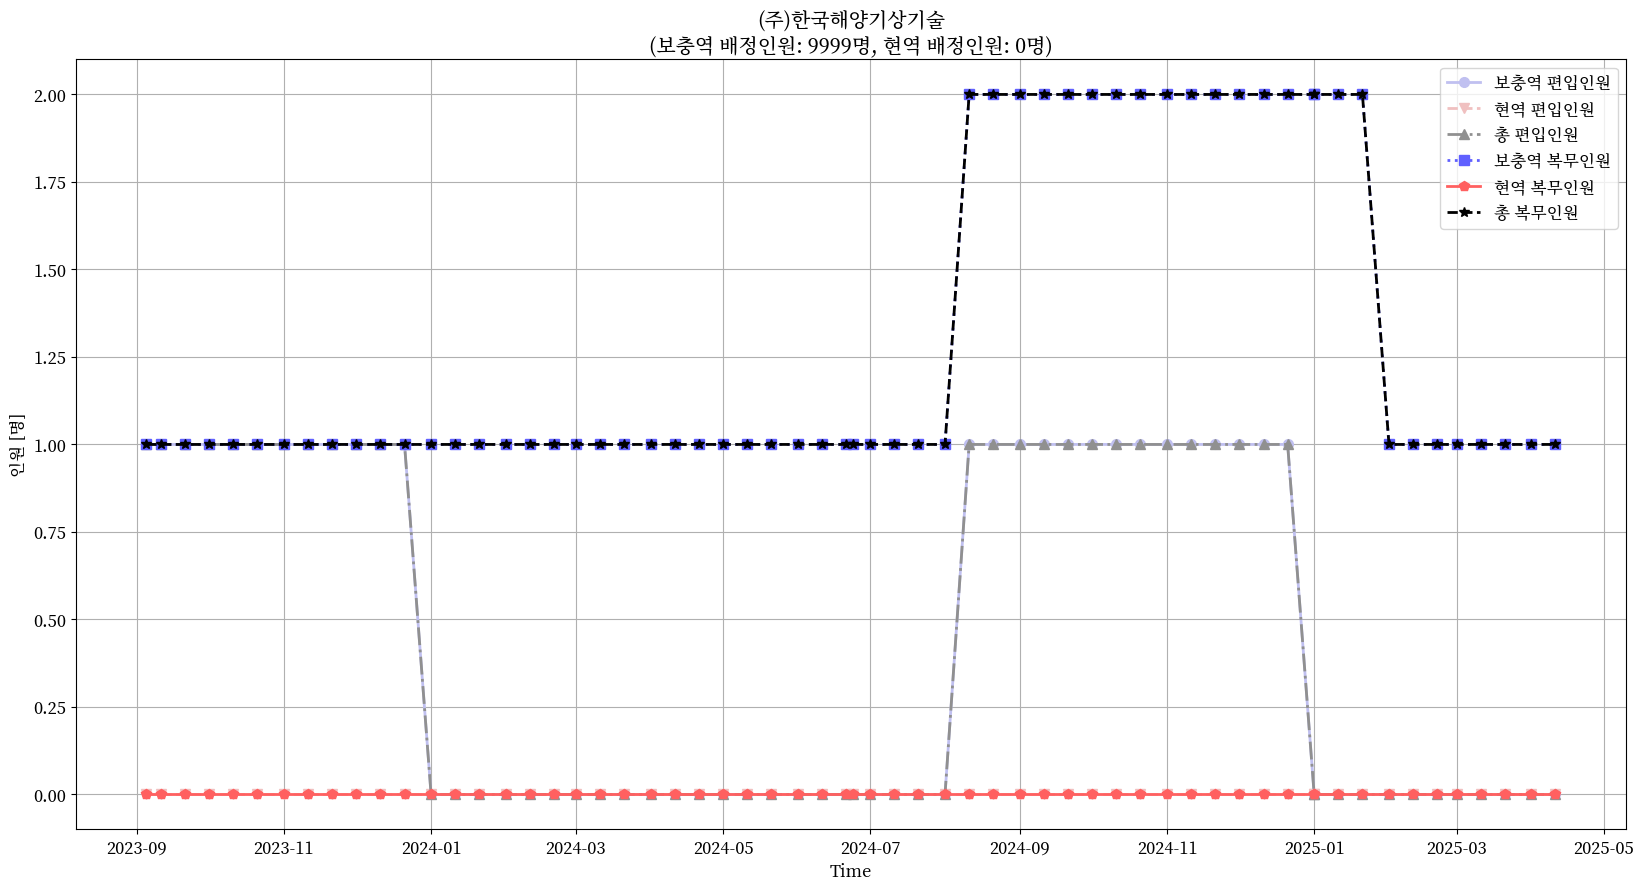 (주)한국해양기상기술
(보충역 배정인원: 9999명, 현역 배정인원: 0명)
보충역 편입인원
현역 편입인원
총 편입인원
보충역 복무인원
현역 복무인원
총 복무인원
인원 [명]
2.00
1.75
1.50
1.25
1.00
0.75
0.50
0.25
0.00
2023-09
2023-11
2024-01
2024-03
2024-05
2024-07
2024-09
2024-11
2025-01
2025-03
2025-05
Time